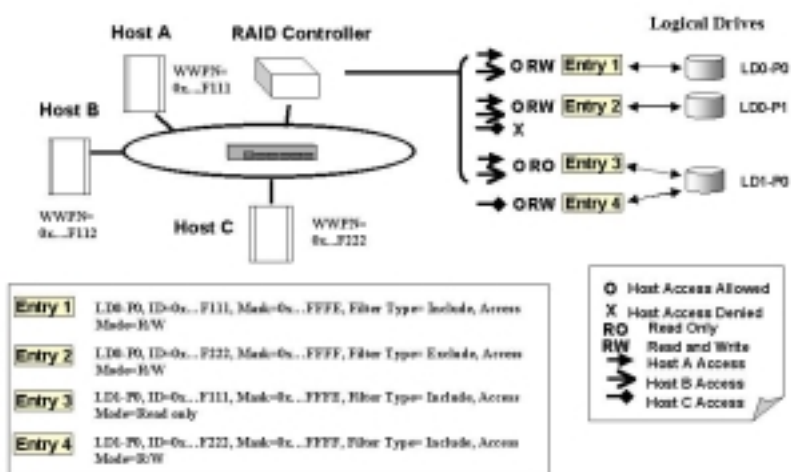 Host A
RAID Controller
Logical Drives
WWPN=
0x...F111
O RW Entry 1
LD0-P0
Host B
O RW Entry 2
LD0-P1
X
O RO Entry 3
LD1-P0
O RW Entry 4
WWPN=
0x...F112
Host C
WWPN=
0x...F222
Entry 1 LD0-P0, ID=0x...F111, Mask=0x...FFFE, Filter Type= Include, Access
Mode=R/W
Entry 2 LD0-P0, ID=0x...F222, Mask=0x...FFFF, Filter Type= Exclude, Access
Mode=R/W
Entry 3 LD1-P0, ID=0x...F111, Mask=0x...FFFE, Filter Type= Include, Access
Mode=Read only
Entry 4 LD1-P0, ID=0x...F222, Mask=0x...FFFF, Filter Type= Include, Access
Mode=R/W
O Host Access Allowed
X Host Access Denied
RO Read Only
RW Read and Write
Host A Access
Host B Access
Host C Access